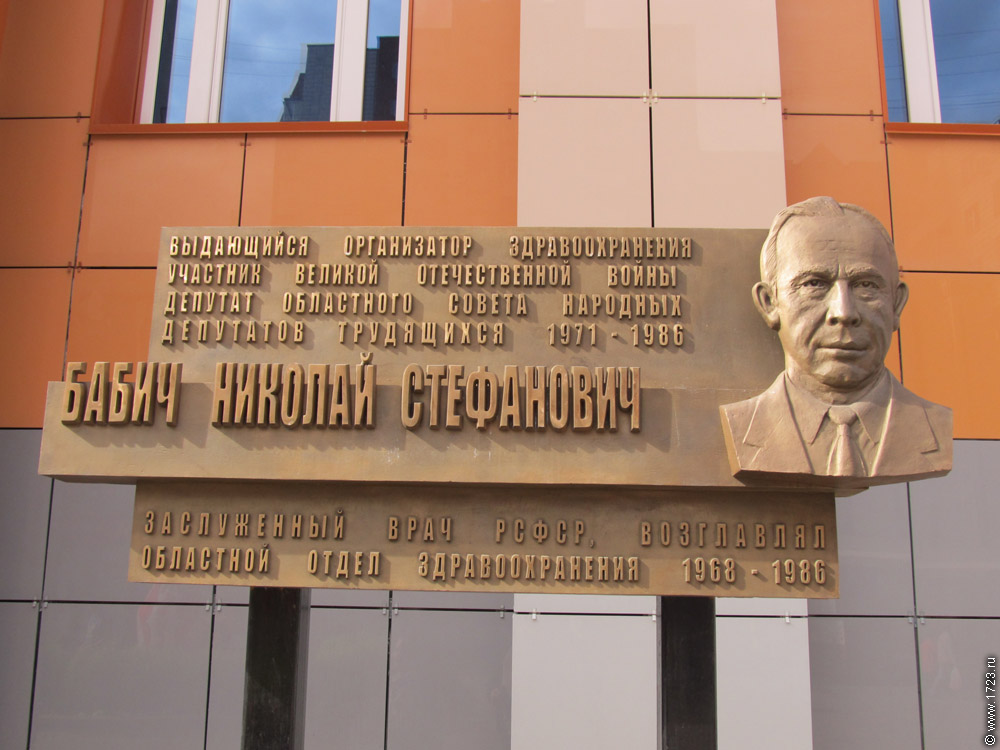 ВЫДАЮЩИЙСЯ ОРГАНИЗАТОР ЗДРАВООХРАНЕНИЯ
УЧАСТНИК ВЕЛИКОЙ ОТЕЧЕСТВЕННОЙ ВОЙНЫ
ДЕПУТАТ ОБЛАСТНОГО СОВЕТА НАРОДНЫХ
ДЕПУТАТОВ ТРУДЯЩИХСЯ 1971 - 1986
БАБИЧ НИКОЛАЙ СТЕФАНОВИЧ
ЗАСЛУЖЕННЫЙ ВРАЧ РСФСР, ВОЗГЛАВЛЯЛ
ОБЛАСТНОЙ ОТДЕЛ ЗДРАВООХРАНЕНИЯ 1968 - 1986
© www.1723.ru